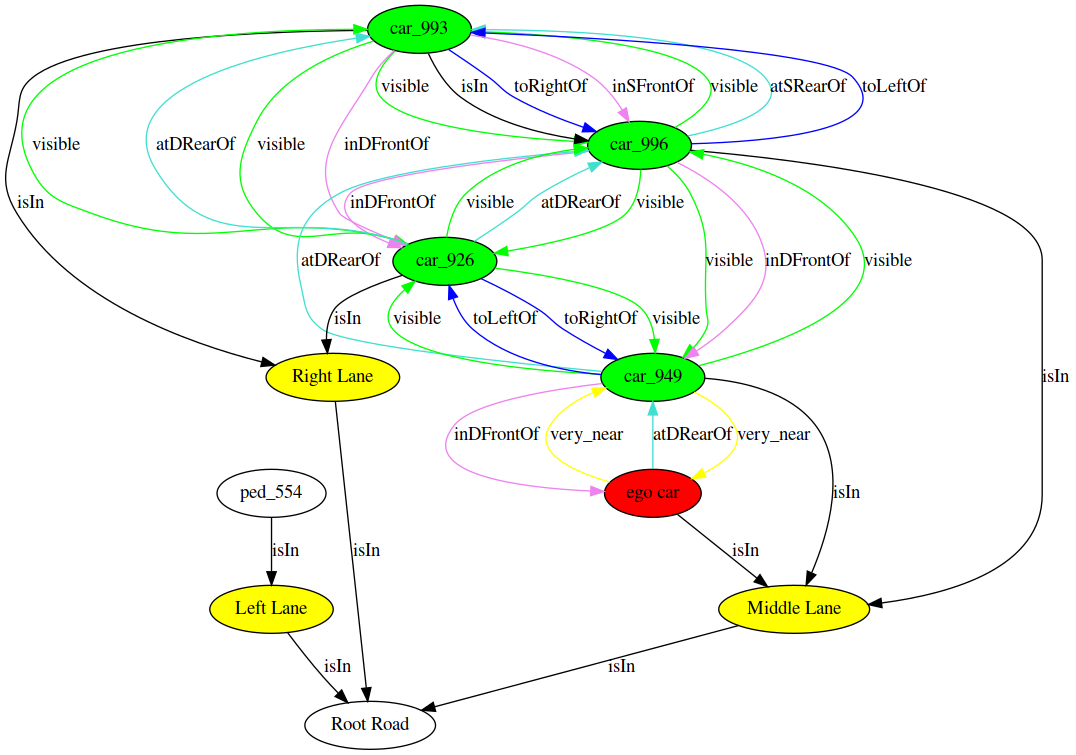 car_993
visible
isIn
toRightOf
inSFrontOf
visible
atSRearOf
toLeftOf
visible
atDRearOf
visible
inDFrontOf
car_996
isIn
inDFrontOf
visible
atDRearOf
visible
atDRearOf
car_926
visible
inDFrontOf
visible
isIn
visible
toLeftOf
toRightOf
visible
Right Lane
car_949
isIn
inDFrontOf
very_near
atDRearOf
very_near
ped_554
ego car
isIn
isIn
isIn
isIn
Left Lane
Middle Lane
isIn
isIn
Root Road